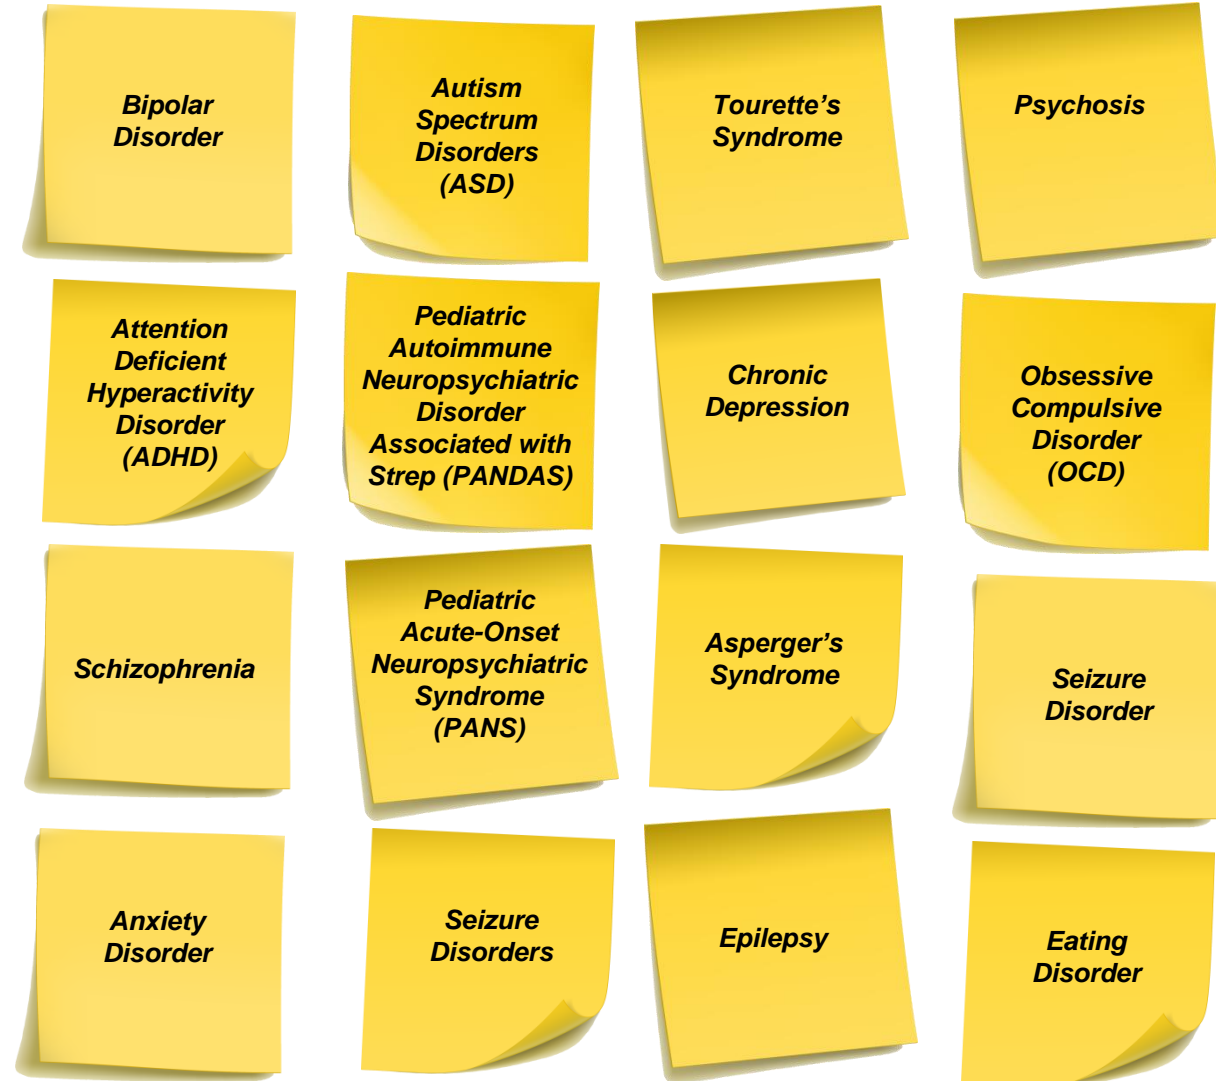 Bipolar
Disorder
Autism
Spectrum
Disorders
(ASD)
Tourette’s
Syndrome
Psychosis
Attention
Deficient
Hyperactivity
Disorder
(ADHD)
Pediatric
Autoimmune
Neuropsychiatric
Disorder
Associated with
Strep (PANDAS)
Chronic
Depression
Obsessive
Compulsive
Disorder
(OCD)
Schizophrenia
Pediatric
Acute-Onset
Neuropsychiatric
Syndrome
(PANS)
Asperger’s
Syndrome
Seizure
Disorder
Anxiety
Disorder
Seizure
Disorders
Epilepsy
Eating
Disorder